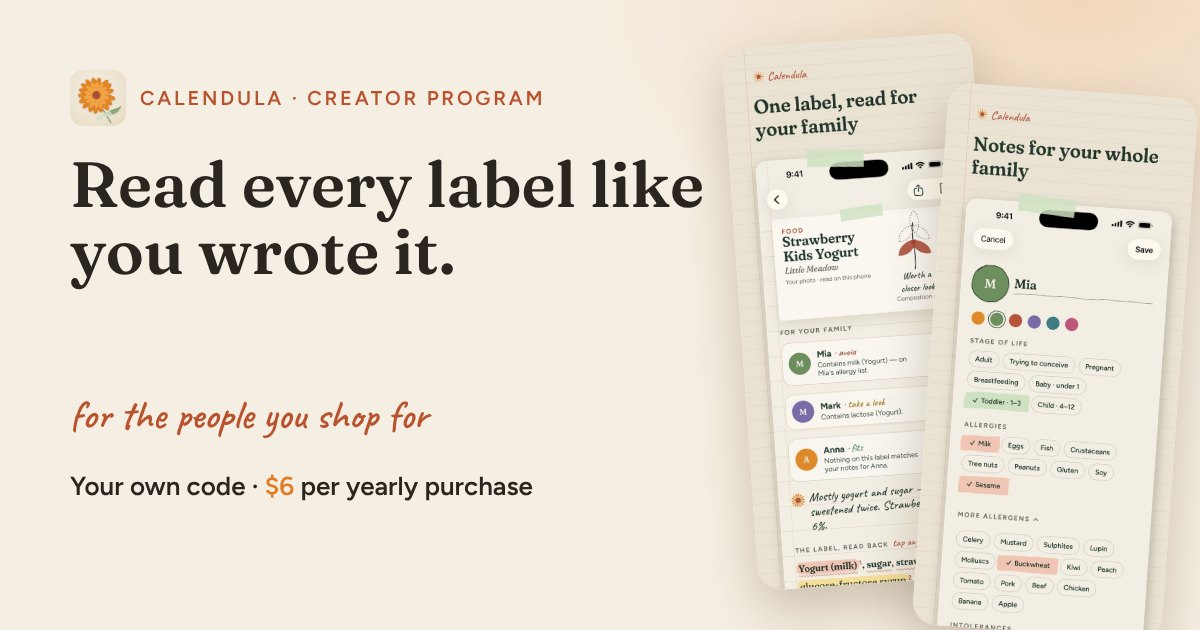 CALENDULA · CREATOR PROGRAM
Read every label like
you wrote it.
for the people you shop for
Your own code · $6 per yearly purchase
Calendula
One label, read for
your family
9:41
FOOD
Strawberry
Kids Yogurt
Little Meadow
Your photo · read on this phone
Worth a
closer look
Composition
FOR YOUR FAMILY
M
Mia · avoid
Contains milk (Yogurt) — on
Mia's allergy list.
M
Mark · take a look
Contains lactose (Yogurt).
A
Anna · fits
Nothing on this label matches
your notes for Anna.
Mostly yogurt and sugar —
sweetened twice.
6%.
THE LABEL, READ BACK tap
Yogurt (milk)¹, sugar,
glucose-fructose syrup²
Calendula
Notes for your whole
family
9:41
Cancel
Save
M
Mia
STAGE OF LIFE
Adult
Trying to conceive
Pregnant
Breastfeeding
Baby · under 1
✓ Toddler · 1–3
Child · 4–12
ALLERGIES
✓ Milk
Eggs
Fish
Crustaceans
Tree nuts
Peanuts
Gluten
Soy
✓ Sesame
MORE ALLERGENS
Celery
Mustard
Sulphites
Lupin
Molluscs
✓ Buckwheat
Kiwi
Peach
Tomato
Pork
Beef
Chicken
Banana
Apple
INTOLERANCES